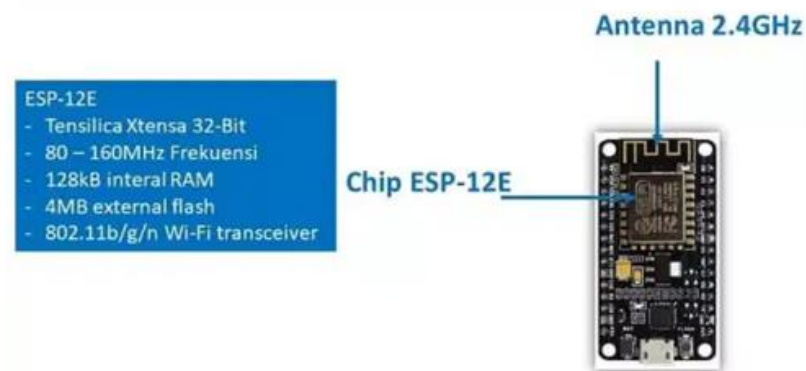 Antenna 2.4GHz
ESP-12E
- Tensilica Xtensa 32-Bit
- 80 – 160MHz Frekuensi
- 128kB interal RAM
- 4MB external flash
- 802.11b/g/n Wi-Fi transceiver
Chip ESP-12E